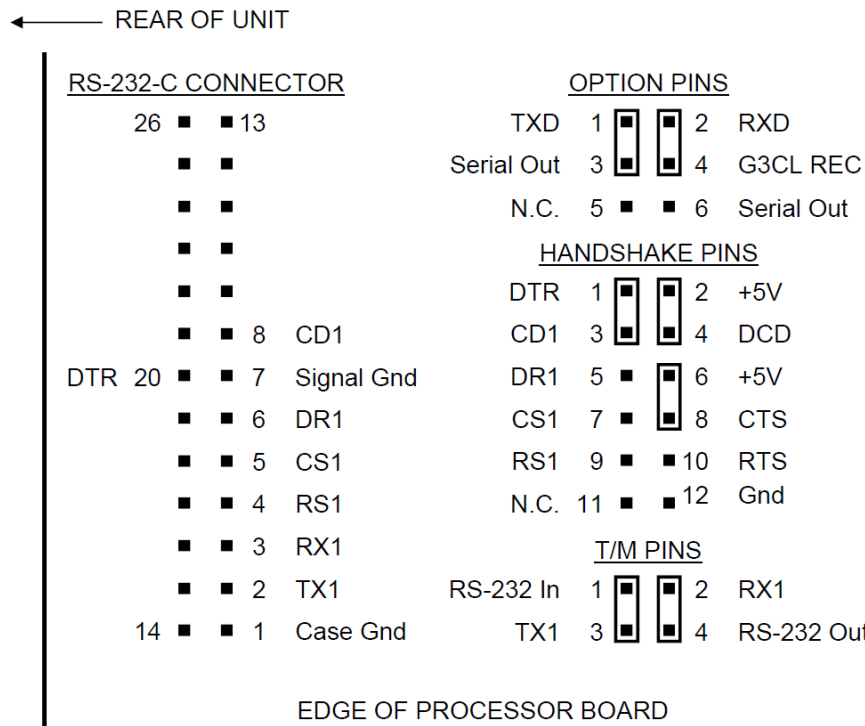 REAR OF UNIT
RS-232-C CONNECTOR
26 13
8 CD1
DTR 20 7 Signal Gnd
6 DR1
5 CS1
4 RS1
3 RX1
2 TX1
14 1 Case Gnd
OPTION PINS
TXD 1 2 RXD
Serial Out 3 4 G3CL REC
N.C. 5 6 Serial Out
HANDSHAKE PINS
DTR 1 2 +5V
CD1 3 4 DCD
DR1 5 6 +5V
CS1 7 8 CTS
RS1 9 10 RTS
N.C. 11 12 Gnd
T/M PINS
RS-232 In 1 2 RX1
TX1 3 4 RS-232 Out
EDGE OF PROCESSOR BOARD